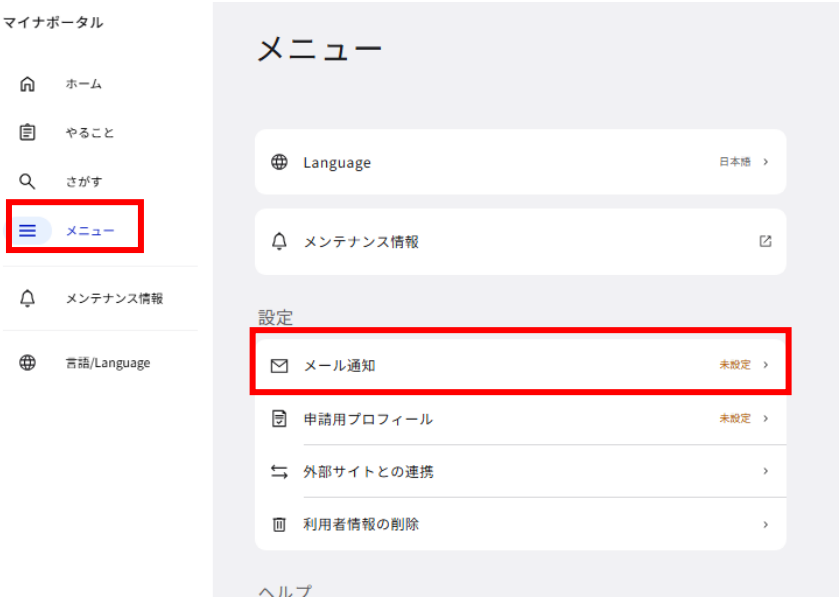 マイナポータル
ホーム
やること
さがす
メニュー
メンテナンス情報
言語/Language
メニュー
Language 日本語
メンテナンス情報
設定
メール通知 未設定
申請用プロフィール 未設定
外部サイトとの連携
利用者情報の削除
ヘルプ